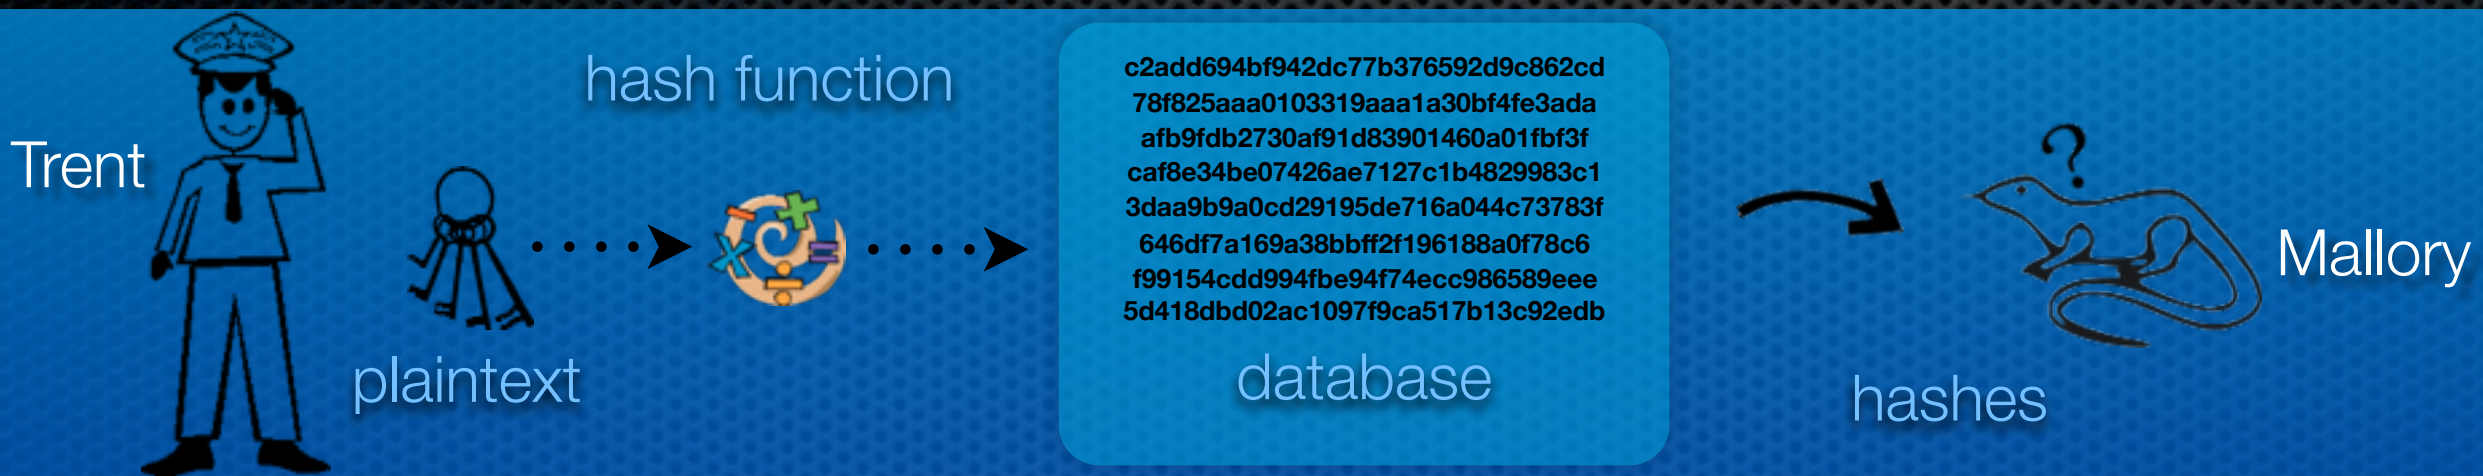 Trent
hash function
plaintext
c2add694bf942dc77b376592d9c862cd
78f825aaa0103319aaa1a30bf4fe3ada
afb9fdb2730af91d83901460a01fbf3f
caf8e34be07426ae7127c1b4829983c1
3daa9b9a0cd29195de716a044c73783f
646df7a169a38bbff2f196188a0f78c6
f99154cdd994fbe94f74ecc986589eee
5d418dbd02ac1097f9ca517b13c92edb
database
hashes
Mallory